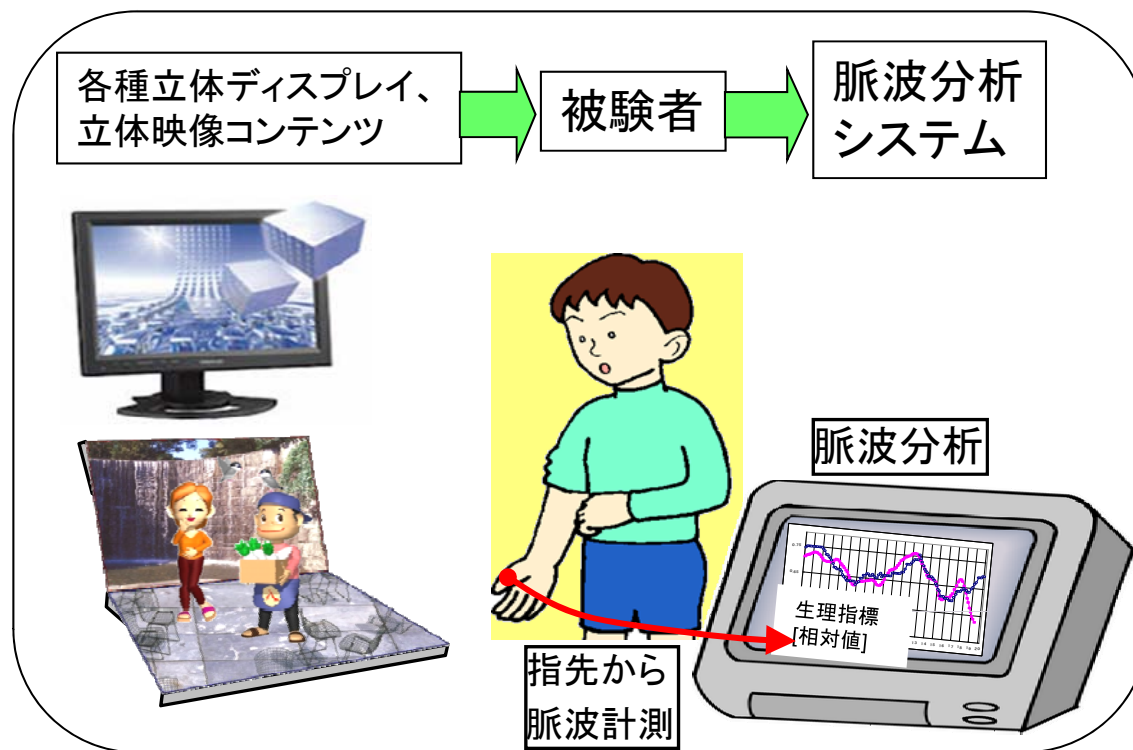 各種立体ディスプレイ、
立体映像コンテンツ
被験者
脈波分析
システム
脈波分析
生理指標
[相対値]
指先から
脈波計測